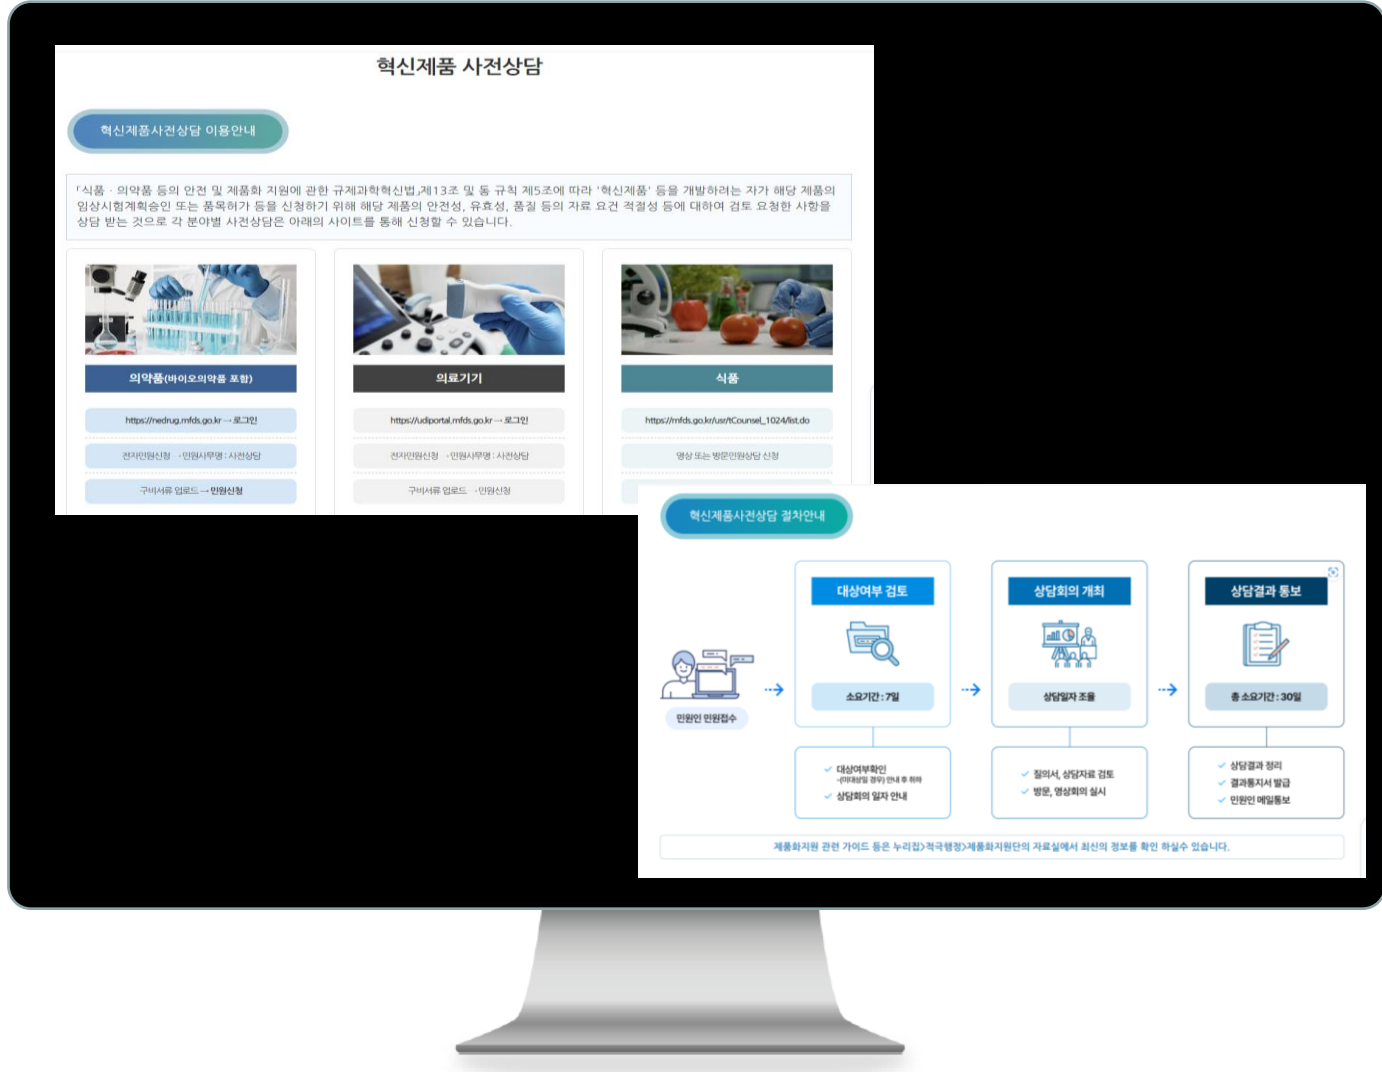 혁신제품 사전상담
혁신제품사전상담 이용안내
「식품 · 의약품 등의 안전 및 제품화 지원에 관한 규제과학혁신법」제13조 및 동 규칙 제5조에 따라 '혁신제품' 등을 개발하려는 자가 해당 제품의
임상시험계획승인 또는 품목허가 등을 신청하기 위해 해당 제품의 안전성, 유효성, 품질 등의 자료 요건 적절성 등에 대하여 검토 요청한 사항을
상담 받는 것으로 각 분야별 사전상담은 아래의 사이트를 통해 신청할 수 있습니다.
의약품(바이오의약품 포함)
https://nedrug.mfds.go.kr → 로그인
전자민원신청 → 민원사무명 : 사전상담
구비서류 업로드 → 민원신청
의료기기
https://udiportal.mfds.go.kr → 로그인
전자민원신청 → 민원사무명 : 사전상담
구비서류 업로드 → 민원신청
식품
https://mfds.go.kr/usr/tCounsel_1024/list.do
영상 또는 방문민원상담 신청
혁신제품사전상담 절차안내
민원인 민원접수
대상여부 검토
소요기간 : 7일
대상여부확인
-(미대상일 경우) 안내 후 취하
상담회의 일자 안내
상담회의 개최
상담일자 조율
질의서, 상담자료 검토
방문, 영상회의 실시
상담결과 통보
총 소요기간 : 30일
상담결과 정리
결과통지서 발급
민원인 메일통보
제품화지원 관련 가이드 등은 누리집>적극행정>제품화지원단의 자료실에서 최신의 정보를 확인 하실수 있습니다.